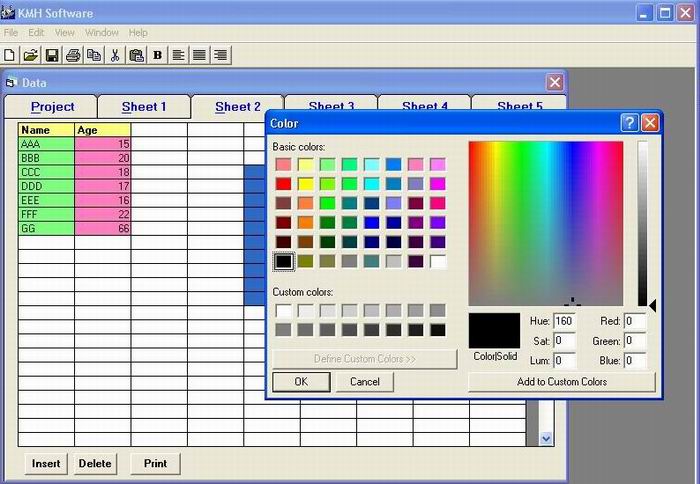 KMH Software
File Edit View Window Help
B
Data
Project Sheet 1 Sheet 2 Sheet 3 Sheet 4 Sheet 5
Name Age
AAA 15
BBB 20
CCC 18
DDD 17
EEE 16
FFF 22
GG 66
Insert Delete Print
Color
Basic colors:
Custom colors:
Define Custom Colors >>
OK Cancel
Color|Solid
Hue: 160 Red: 0
Sat: 0 Green: 0
Lum: 0 Blue: 0
Add to Custom Colors